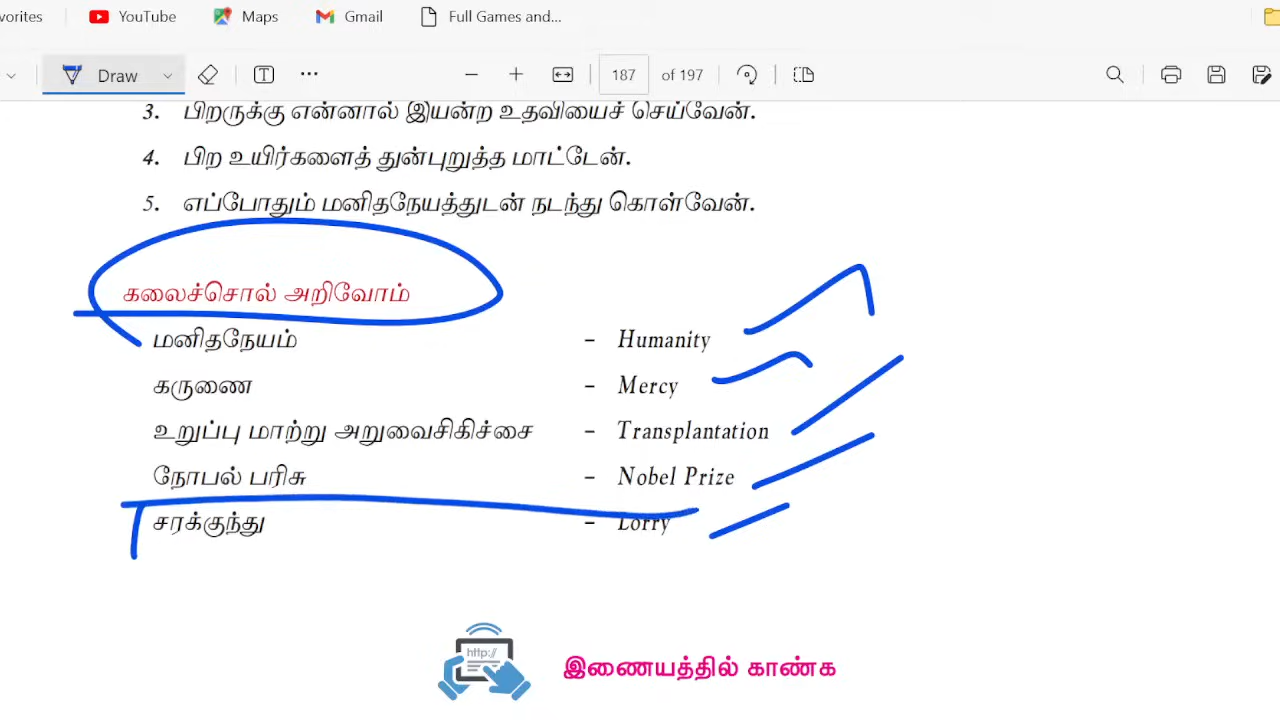 vorites YouTube Maps Gmail Full Games and...
Draw T ... 187 of 197
3. பிறருக்கு என்னால் இயன்ற உதவியைச் செய்வேன்.
4. பிற உயிர்களைத் துன்புறுத்த மாட்டேன்.
5. எப்போதும் மனிதநேயத்துடன் நடந்து கொள்வேன்.
கலைச்சொல் அறிவோம்
மனிதநேயம் – Humanity
கருணை – Mercy
உறுப்பு மாற்று அறுவைசிகிச்சை – Transplantation
நோபல் பரிசு – Nobel Prize
சரக்குந்து – Lorry
http://
இணையத்தில் காண்க